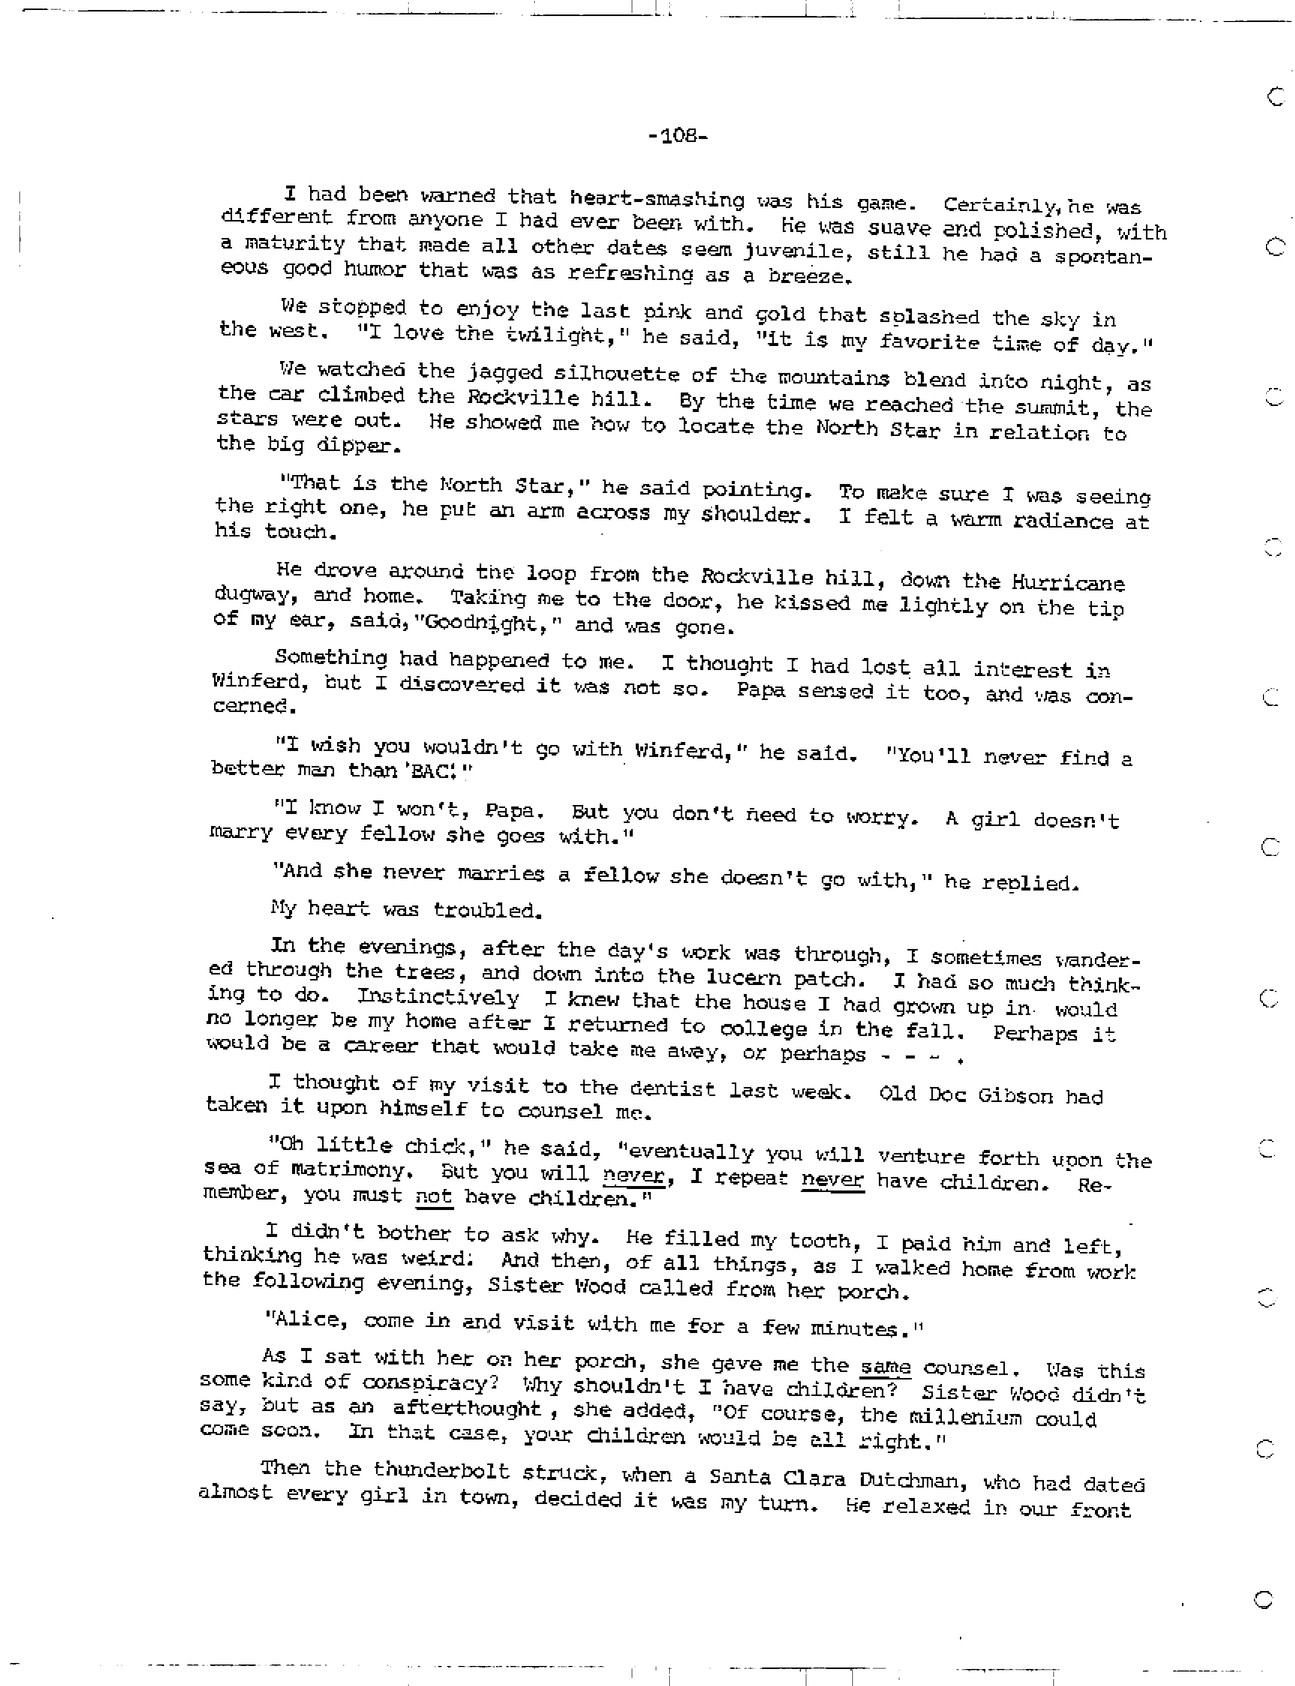 -108-
I had been warned that heart-smashing was his game. Certainly, he was
different from anyone I had ever been with. He was suave and polished, with
a maturity that made all other dates seem juvenile, still he had a spontan-
eous good humor that was as refreshing as a breeze.
We stopped to enjoy the last pink and gold that splashed the sky in
the west. "I love the twilight," he said, "it is my favorite time of day."
We watched the jagged silhouette of the mountains blend into night, as
the car climbed the Rockville hill. By the time we reached the summit, the
stars were out. He showed me how to locate the North Star in relation to
the big dipper.
"That is the North Star," he said pointing. To make sure I was seeing
the right one, he put an arm across my shoulder. I felt a warm radiance at
his touch.
He drove around the loop from the Rockville hill, down the Hurricane
dugway, and home. Taking me to the door, he kissed me lightly on the tip
of my ear, said,"Goodnight," and was gone.
Something had happened to me. I thought I had lost all interest in
Winferd, but I discovered it was not so. Papa sensed it too, and was con-
cerned.
"I wish you wouldn't go with Winferd," he said. "You'll never find a
better man than 'BAC!"
"I know I won't, Papa. But you don't need to worry. A girl doesn't
marry every fellow she goes with."
"And she never marries a fellow she doesn't go with," he replied.
My heart was troubled.
In the evenings, after the day's work was through, I sometimes wander-
ed through the trees, and down into the lucern patch. I had so much think-
ing to do. Instinctively I knew that the house I had grown up in would
no longer be my home after I returned to college in the fall. Perhaps it
would be a career that would take me away, or perhaps - - - .
I thought of my visit to the dentist last week. Old Doc Gibson had
taken it upon himself to counsel me.
"Oh little chick," he said, "eventually you will venture forth upon the
sea of matrimony. But you will never, I repeat never have children. Re-
member, you must not have children."
I didn't bother to ask why. He filled my tooth, I paid him and left,
thinking he was weird. And then, of all things, as I walked home from work
the following evening, Sister Wood called from her porch.
"Alice, come in and visit with me for a few minutes."
As I sat with her on her porch, she gave me the same counsel. Was this
some kind of conspiracy? Why shouldn't I have children? Sister Wood didn't
say, but as an afterthought , she added, "Of course, the millenium could
come soon. In that case, your children would be all right."
Then the thunderbolt struck, when a Santa Clara Dutchman, who had dated
almost every girl in town, decided it was my turn. He relaxed in our front